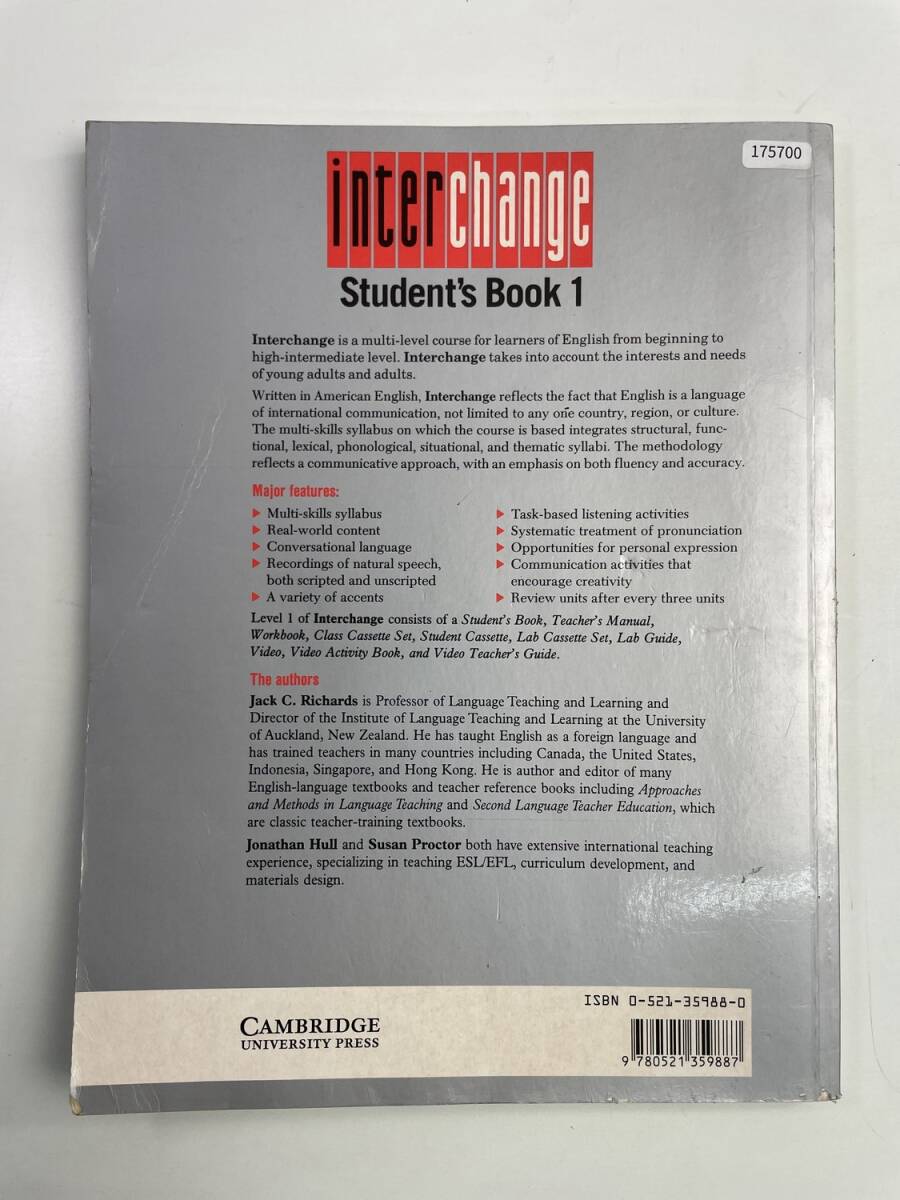 175700
interchange
Student's Book 1
Interchange is a multi-level course for learners of English from beginning to
high-intermediate level. Interchange takes into account the interests and needs
of young adults and adults.
Written in American English, Interchange reflects the fact that English is a language
of international communication, not limited to any one country, region, or culture.
The multi-skills syllabus on which the course is based integrates structural, func-
tional, lexical, phonological, situational, and thematic syllabi. The methodology
reflects a communicative approach, with an emphasis on both fluency and accuracy.
Major features:
Multi-skills syllabus
Real-world content
Conversational language
Recordings of natural speech,
both scripted and unscripted
A variety of accents
Task-based listening activities
Systematic treatment of pronunciation
Opportunities for personal expression
Communication activities that
encourage creativity
Review units after every three units
Level 1 of Interchange consists of a Student's Book, Teacher's Manual,
Workbook, Class Cassette Set, Student Cassette, Lab Cassette Set, Lab Guide,
Video, Video Activity Book, and Video Teacher's Guide.
The authors
Jack C. Richards is Professor of Language Teaching and Learning and
Director of the Institute of Language Teaching and Learning at the University
of Auckland, New Zealand. He has taught English as a foreign language and
has trained teachers in many countries including Canada, the United States,
Indonesia, Singapore, and Hong Kong. He is author and editor of many
English-language textbooks and teacher reference books including Approaches
and Methods in Language Teaching and Second Language Teacher Education, which
are classic teacher-training textbooks.
Jonathan Hull and Susan Proctor both have extensive international teaching
experience, specializing in teaching ESL/EFL, curriculum development, and
materials design.
CAMBRIDGE
UNIVERSITY PRESS
ISBN 0-521-35988-0
9 780521 359887